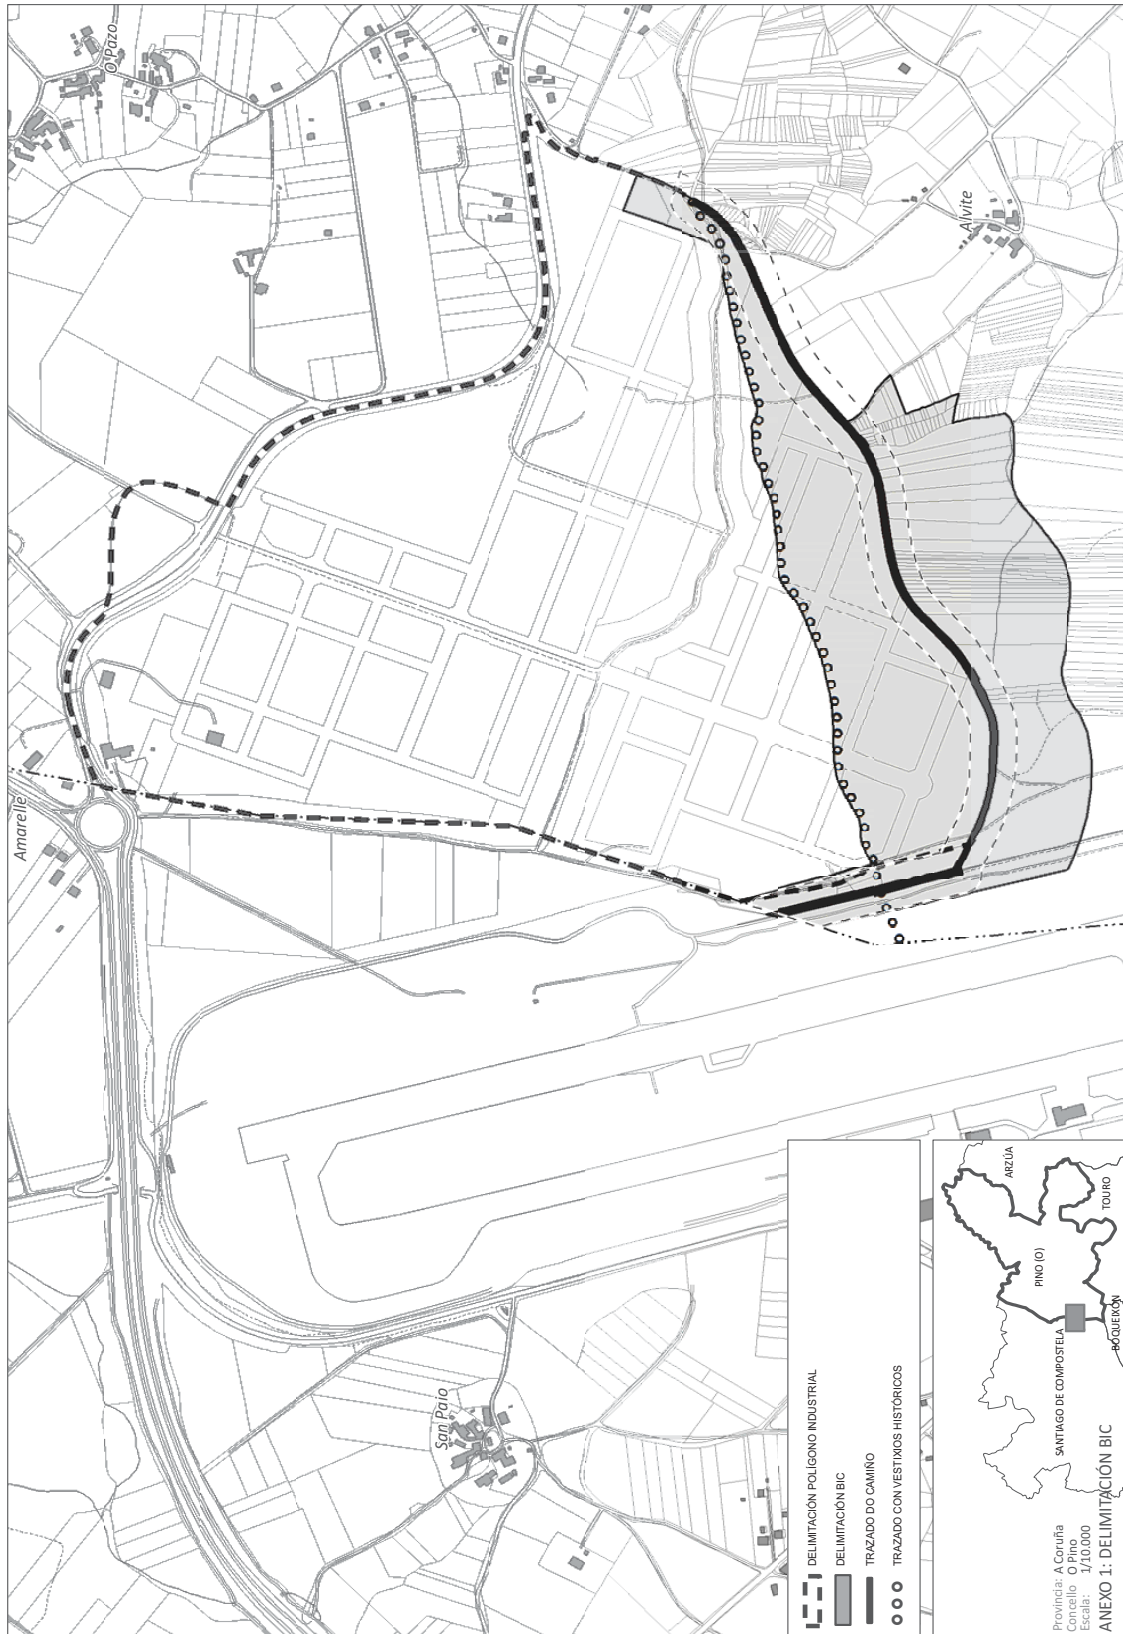 O Pazo
Amarelle
Alvite
San Paio
DELIMITACIÓN POLÍGONO INDUSTRIAL
DELIMITACIÓN BIC
TRAZADO DO CAMIÑO
TRAZADO CON VESTIXIOS HISTÓRICOS
ARZÚA
TOURO
PINO (O)
BOQUEIXÓN
SANTIAGO DE COMPOSTELA
Provincia: A Coruña
Concello O Pino
Escala: 1/10.000
ANEXO 1: DELIMITACIÓN BIC